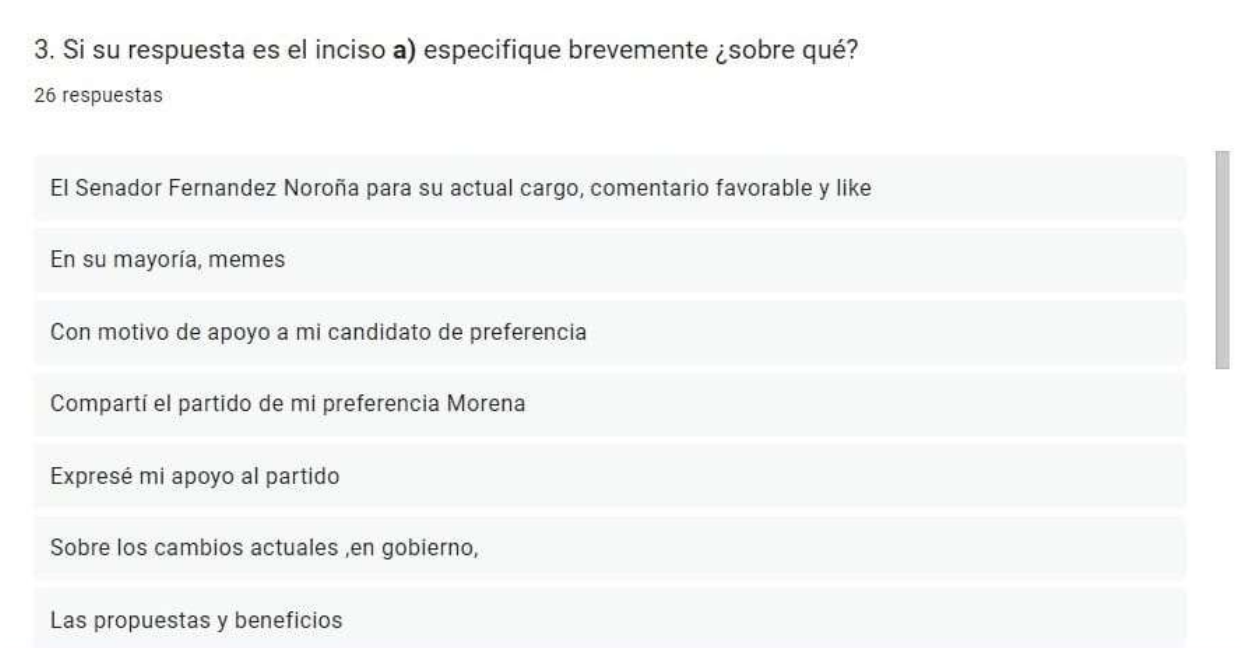 3. Si su respuesta es el inciso a) especifique brevemente ¿sobre qué?
26 respuestas
El Senador Fernandez Noroña para su actual cargo, comentario favorable y like
En su mayoría, memes
Con motivo de apoyo a mi candidato de preferencia
Compartí el partido de mi preferencia Morena
Expresé mi apoyo al partido
Sobre los cambios actuales ,en gobierno,
Las propuestas y beneficios